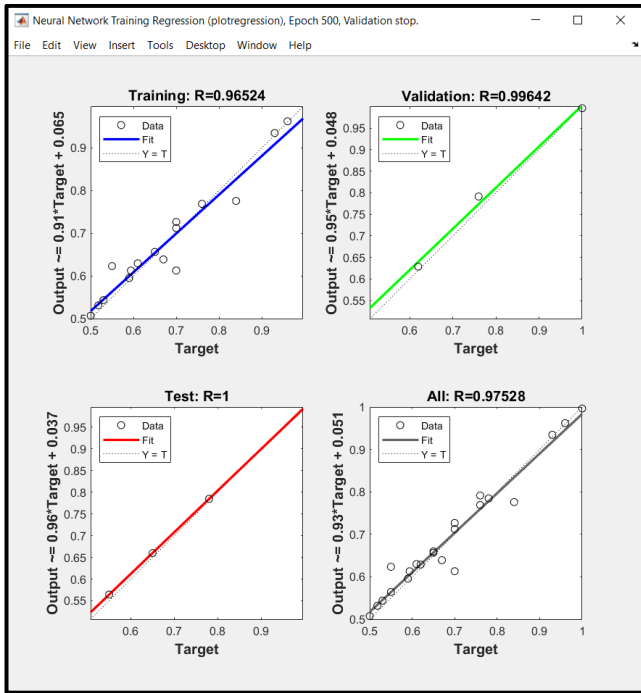 Neural Network Training Regression (plotregression), Epoch 500, Validation stop.
File Edit View Insert Tools Desktop Window Help
Training: R=0.96524
Output ~= 0.91*Target + 0.065
0.9
0.8
0.7
0.6
0.5
Data
Fit
Y = T
0.5 0.6 0.7 0.8 0.9
Target
Validation: R=0.99642
Output ~= 0.95*Target + 0.048
0.95
0.9
0.85
0.8
0.75
0.7
0.65
0.6
0.55
Data
Fit
Y = T
0.6 0.7 0.8 0.9 1
Target
Test: R=1
Output ~= 0.96*Target + 0.037
0.95
0.9
0.85
0.8
0.75
0.7
0.65
0.6
0.55
Data
Fit
Y = T
0.6 0.7 0.8 0.9
Target
All: R=0.97528
Output ~= 0.93*Target + 0.051
1
0.9
0.8
0.7
0.6
0.5
Data
Fit
Y = T
0.5 0.6 0.7 0.8 0.9 1
Target